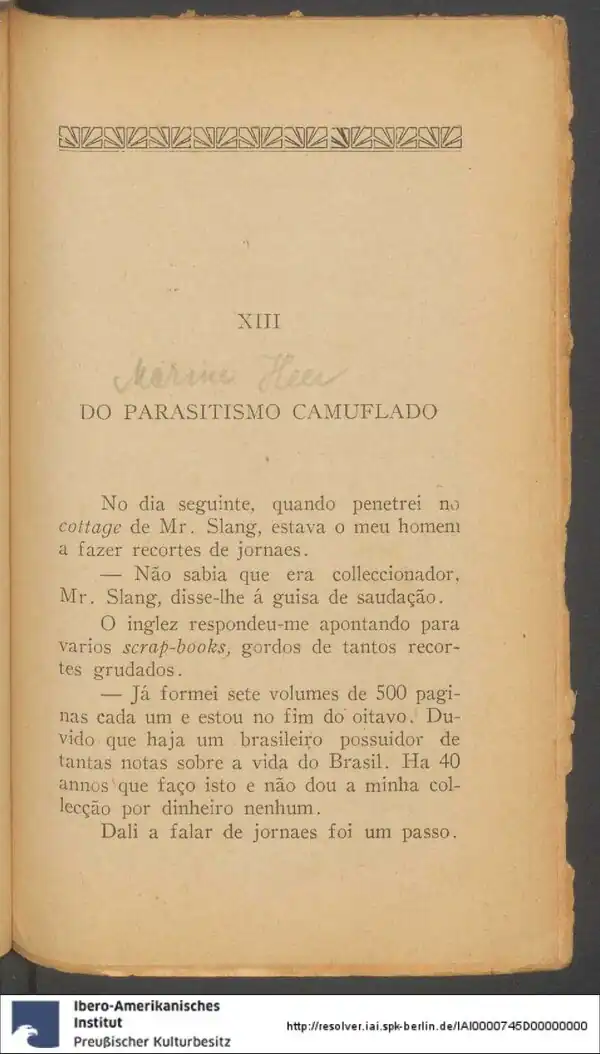 XIII
DO PARASITISMO CAMUFLADO
No dia seguinte, quando penetrei no
cottage de Mr. Slang, estava o meu homem
a fazer recortes de jornaes.
— Não sabia que era colleccionador,
Mr. Slang, disse-lhe á guisa de saudação.
O inglez respondeu-me apontando para
varios scrap-books, gordos de tantos recor-
tes grudados.
— Já formei sete volumes de 500 pagi-
nas cada um e estou no fim do oitavo. Du-
vido que haja um brasileiro possuidor de
tantas notas sobre a vida do Brasil. Ha 40
annos que faço isto e não dou a minha col-
lecção por dinheiro nenhum.
Dali a falar de jornaes foi um passo.
Ibero-Amerikanisches
Institut
Preußischer Kulturbesitz
http://resolver.iai.spk-berlin.de/IAI0000745D00000000